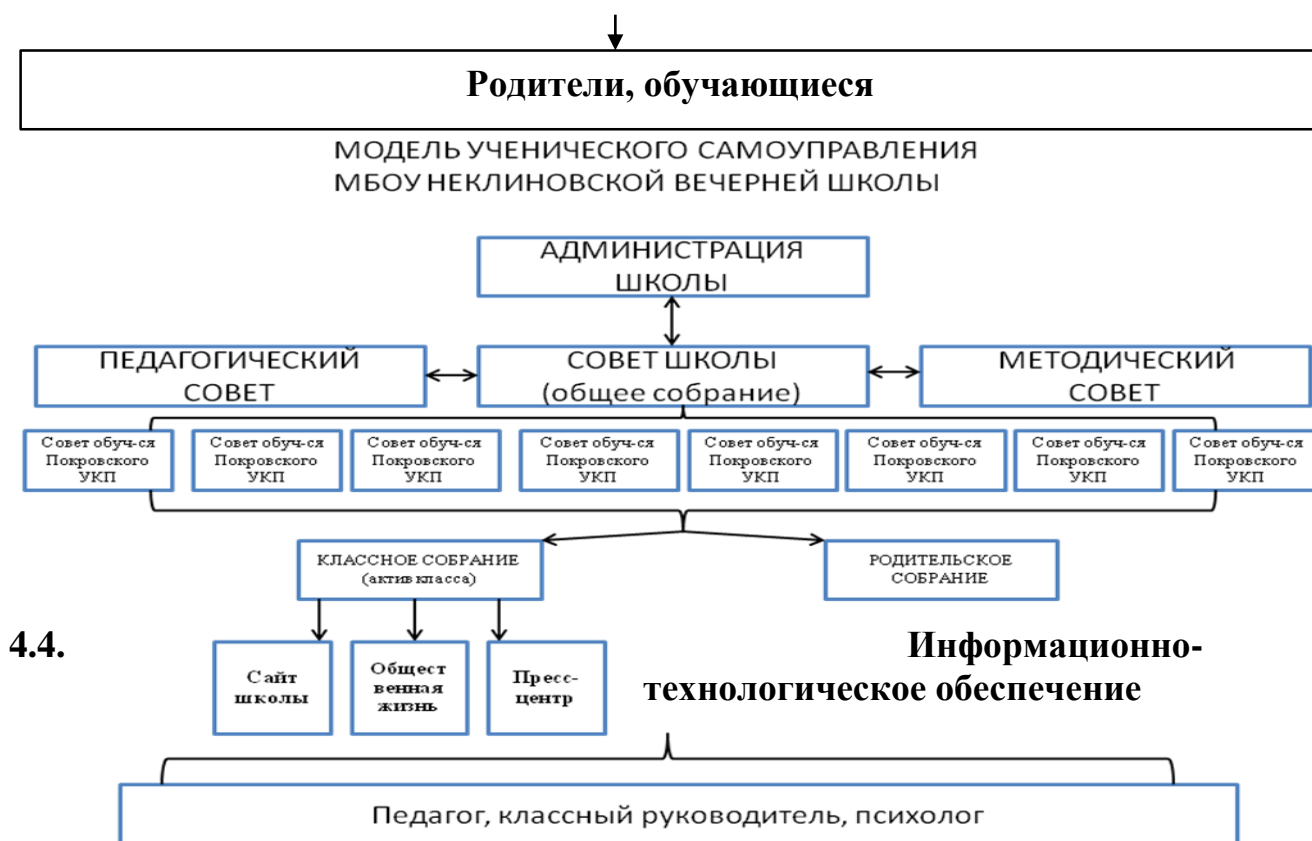 Родители, обучающиеся
МОДЕЛЬ УЧЕНИЧЕСКОГО САМОУПРАВЛЕНИЯ
МБОУ НЕКЛИНОВСКОЙ ВЕЧЕРНЕЙ ШКОЛЫ
АДМИНИСТРАЦИЯ
ШКОЛЫ
ПЕДАГОГИЧЕСКИЙ
СОВЕТ
СОВЕТ ШКОЛЫ
(общее собрание)
МЕТОДИЧЕСКИЙ
СОВЕТ
Совет обуч-ся
Покровского
УКП
Совет обуч-ся
Покровского
УКП
Совет обуч-ся
Покровского
УКП
Совет обуч-ся
Покровского
УКП
Совет обуч-ся
Покровского
УКП
Совет обуч-ся
Покровского
УКП
Совет обуч-ся
Покровского
УКП
Совет обуч-ся
Покровского
УКП
КЛАССНОЕ СОБРАНИЕ
(актив класса)
РОДИТЕЛЬСКОЕ
СОБРАНИЕ
4.4. Информационно-
технологическое обеспечение
Сайт
школы
Общест
венная
жизнь
Пресс-
центр
Педагог, классный руководитель, психолог